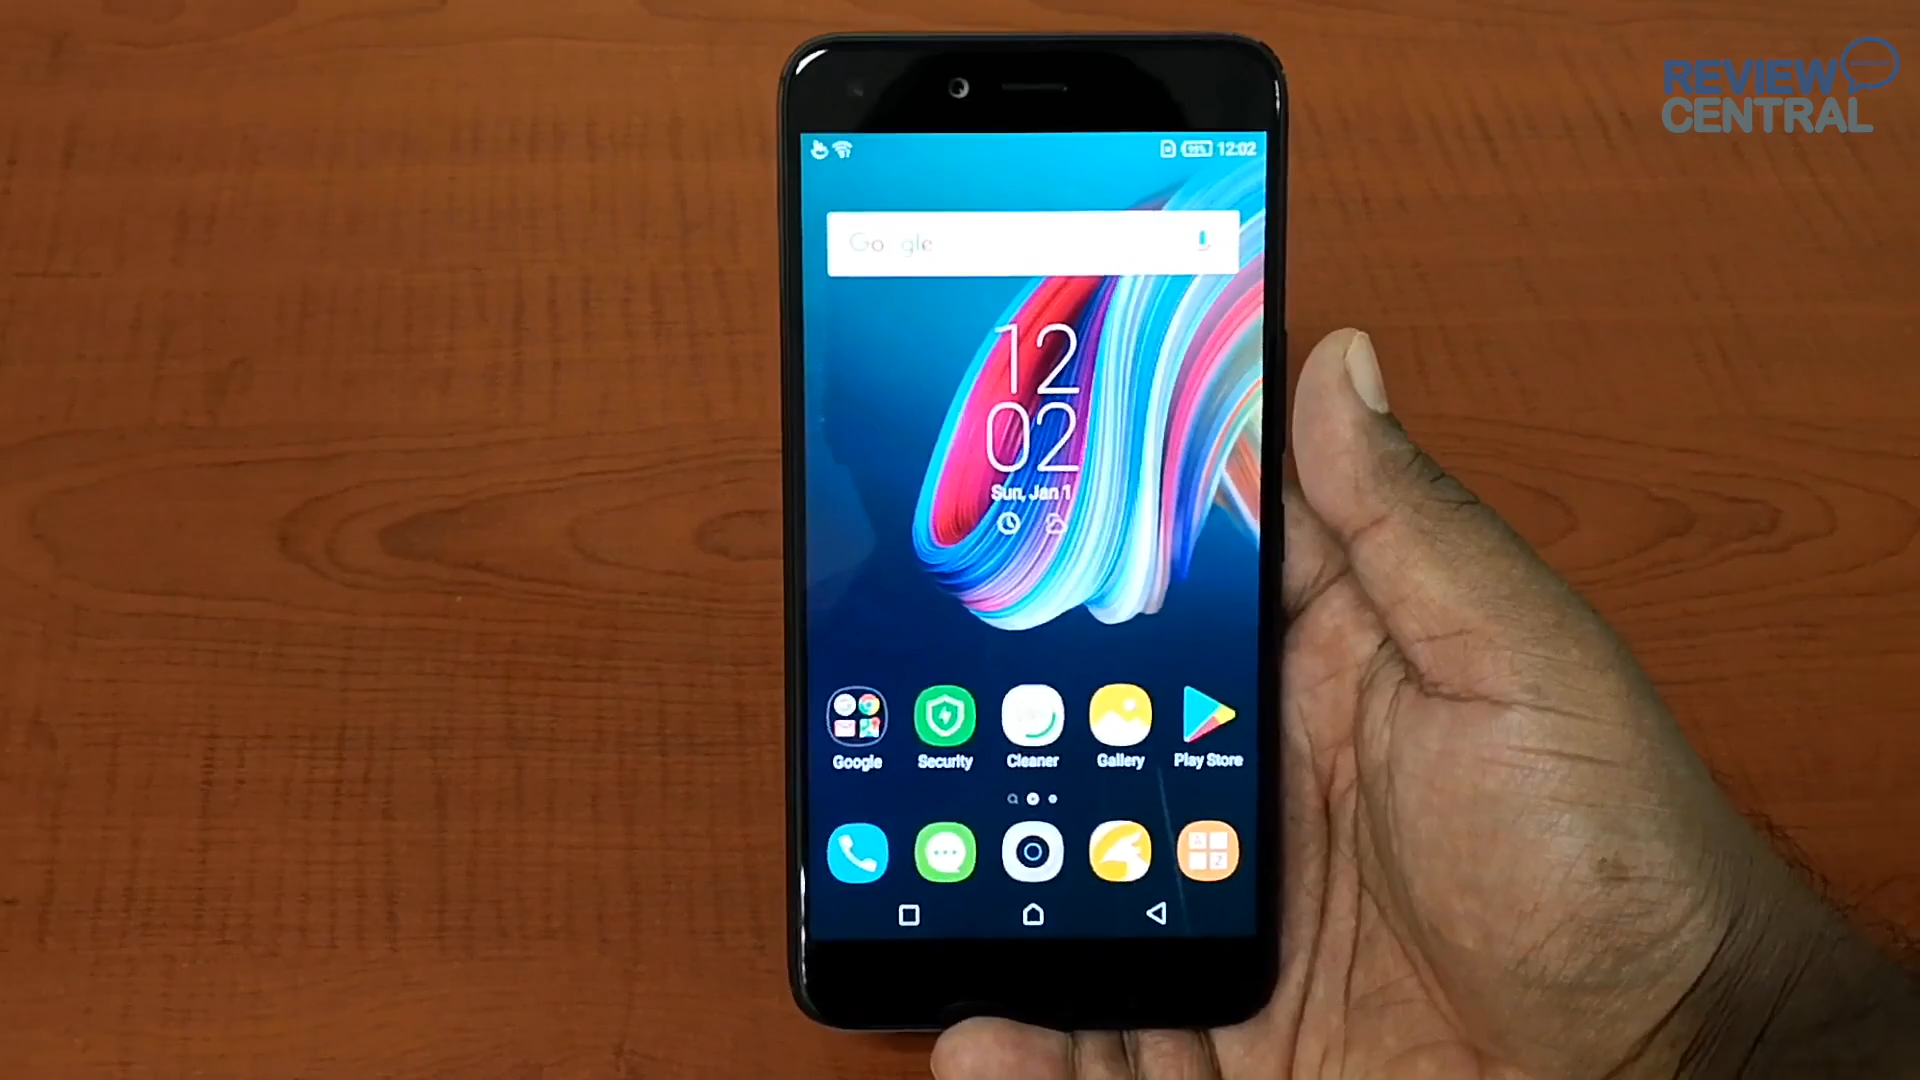 REVIEW
CENTRAL
12:02
Google
12
02
Sun, Jan 1
Google
Security
Cleaner
Gallery
Play Store
A
Z